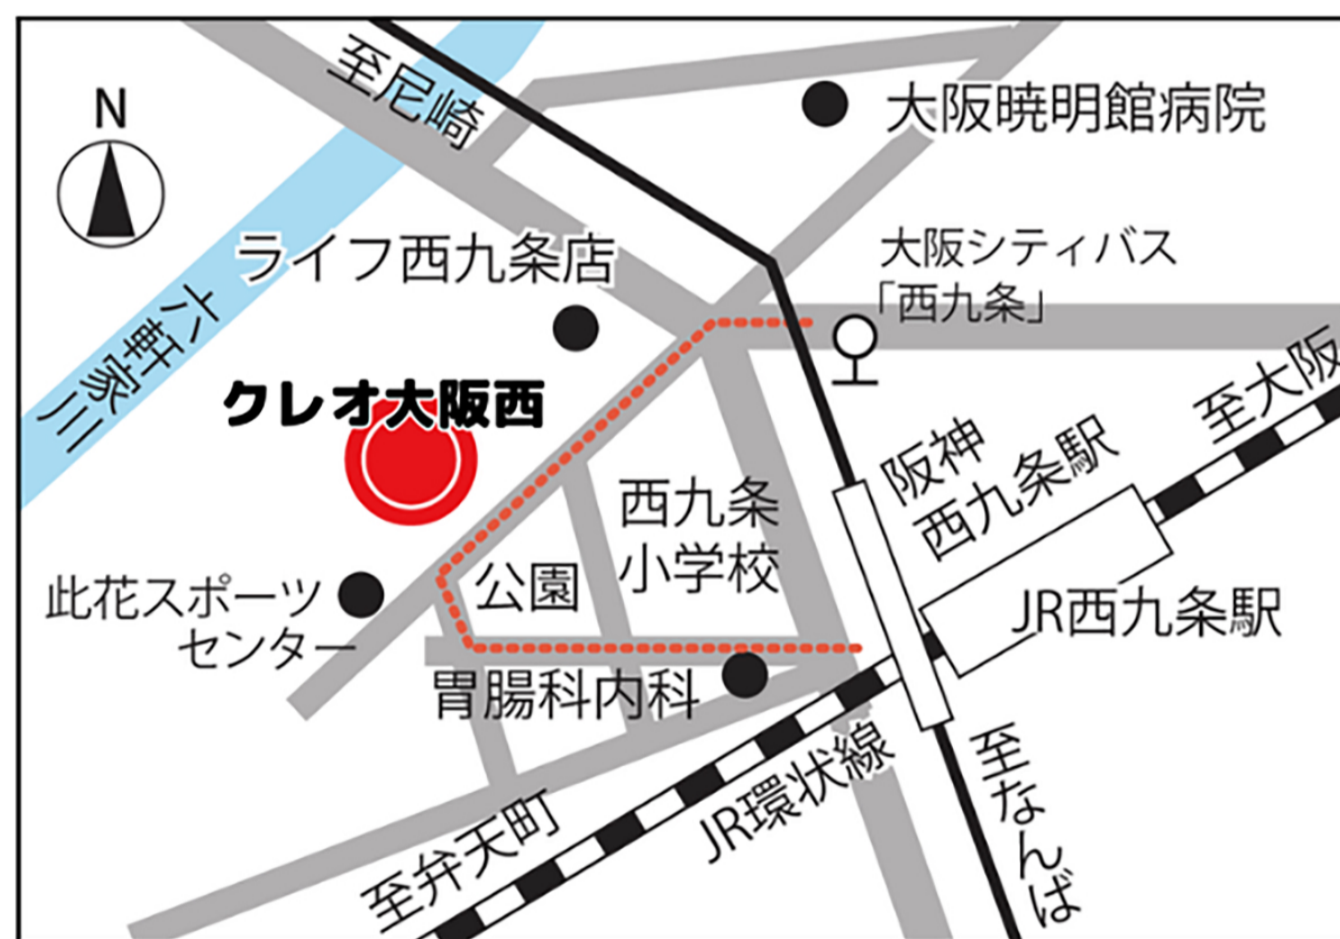 至尼崎
N
大阪暁明館病院
大阪シティバス
「西九条」
ライフ西九条店
六軒家川
クレオ大阪西
至大阪
阪神
西九条駅
西九条
小学校
公園
此花スポーツ
センター
JR西九条駅
胃腸科内科
JR環状線
至なんば
至弁天町